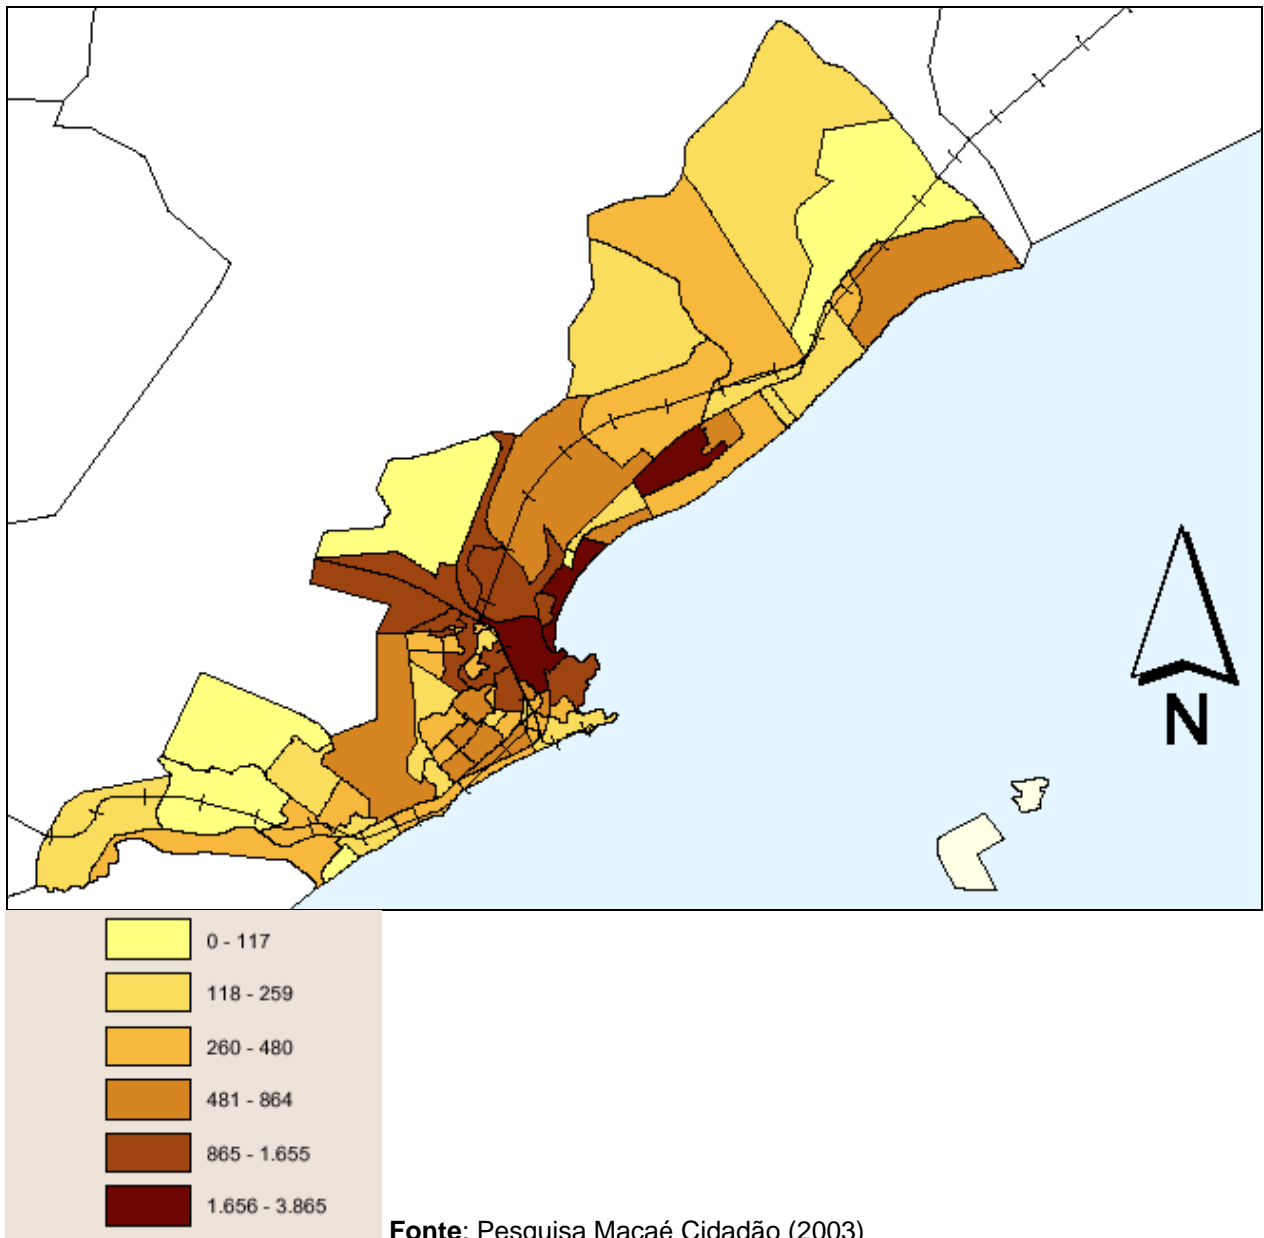 N
0 - 117
118 - 259
260 - 480
481 - 864
865 - 1.655
1.656 - 3.865
Fonte: Pesquisa Macaé Cidadão (2003)